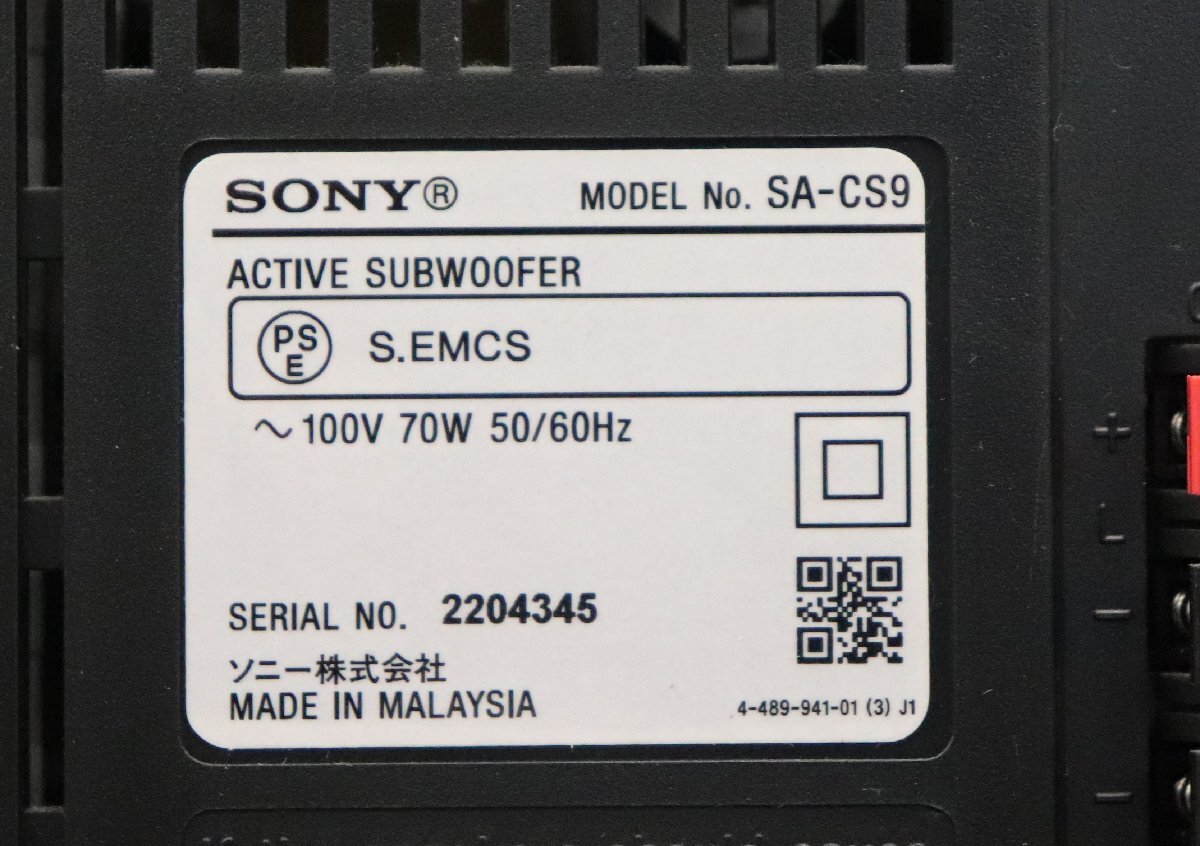 SONY®
MODEL No. SA-CS9
ACTIVE SUBWOOFER
PSE
S.EMCS
～100V 70W 50/60Hz
SERIAL NO. 2204345
ソニー株式会社
MADE IN MALAYSIA
4-489-941-01 (3) J1
+
L
−
−